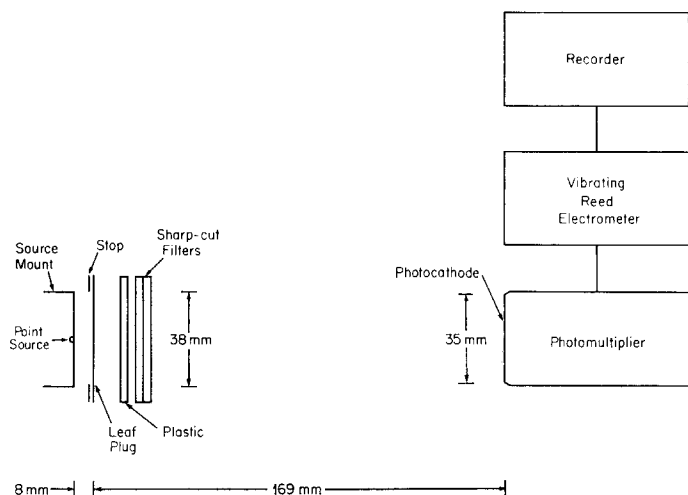 Recorder
Vibrating
Reed
Electrometer
Sharp-cut
Filters
Stop
Source
Mount
Photocathode
Point
Source
38 mm
35 mm
Photomultiplier
Leaf
Plug
Plastic
8 mm
169 mm